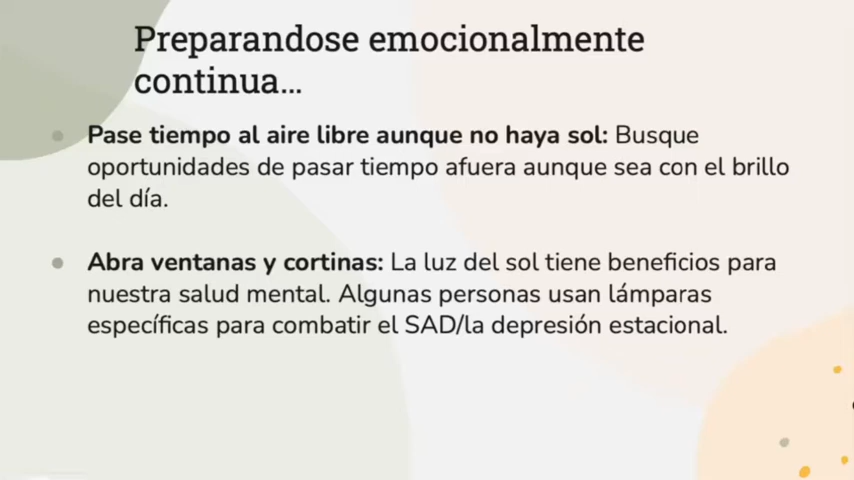 Preparandose emocionalmente
continua...
Pase tiempo al aire libre aunque no haya sol: Busque
oportunidades de pasar tiempo afuera aunque sea con el brillo
del día.
Abra ventanas y cortinas: La luz del sol tiene beneficios para
nuestra salud mental. Algunas personas usan lámparas
específicas para combatir el SAD/la depresión estacional.